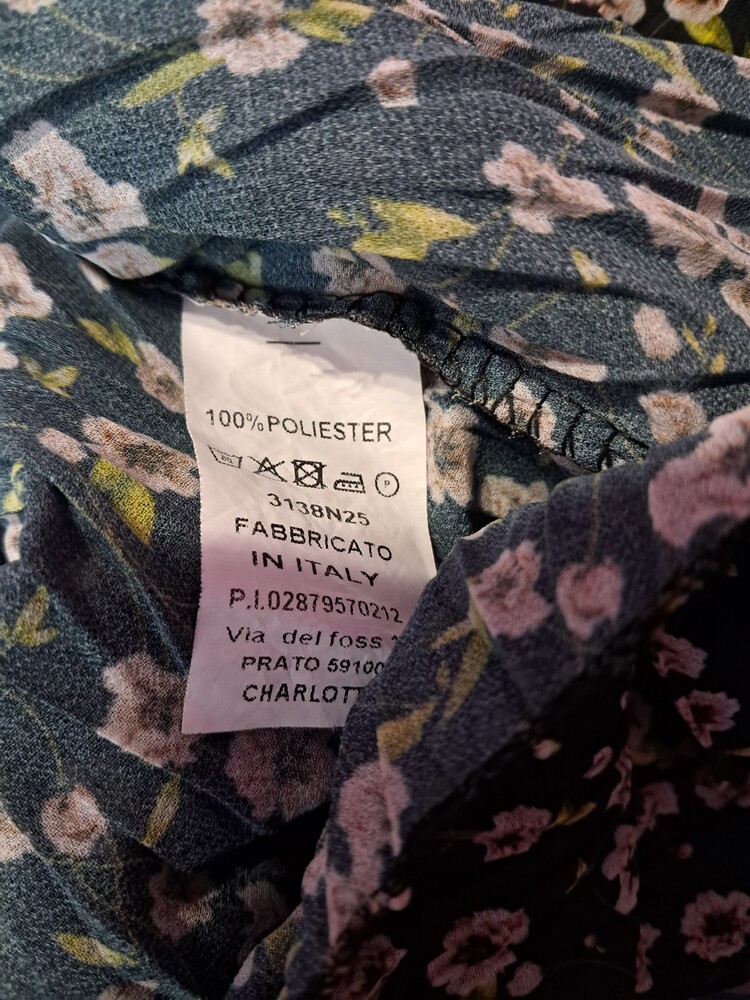 100%POLIESTER
P
3138N25
FABBRICATO
IN ITALY
P.I.02879570212
Via del foss
PRATO 59100
CHARLOTT